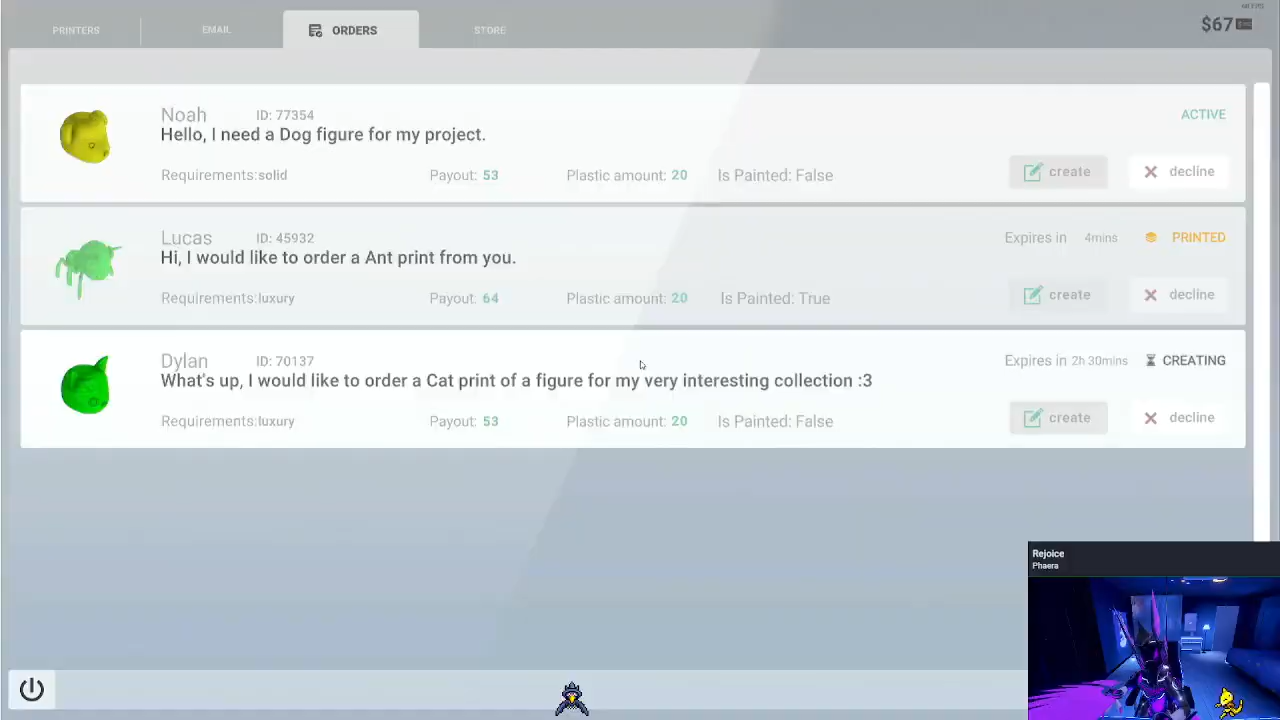 PRINTERS
EMAIL
ORDERS
STORE
$67
Noah ID: 77354
ACTIVE
Hello, I need a Dog figure for my project.
Requirements:solid Payout: 53 Plastic amount: 20 Is Painted: False create decline
Lucas ID: 45932
Expires in 4mins PRINTED
Hi, I would like to order a Ant print from you.
Requirements:luxury Payout: 64 Plastic amount: 20 Is Painted: True create decline
Dylan ID: 70137
Expires in 2h 30mins CREATING
What's up, I would like to order a Cat print of a figure for my very interesting collection :3
Requirements:luxury Payout: 53 Plastic amount: 20 Is Painted: False create decline
Rejoice
Phaera